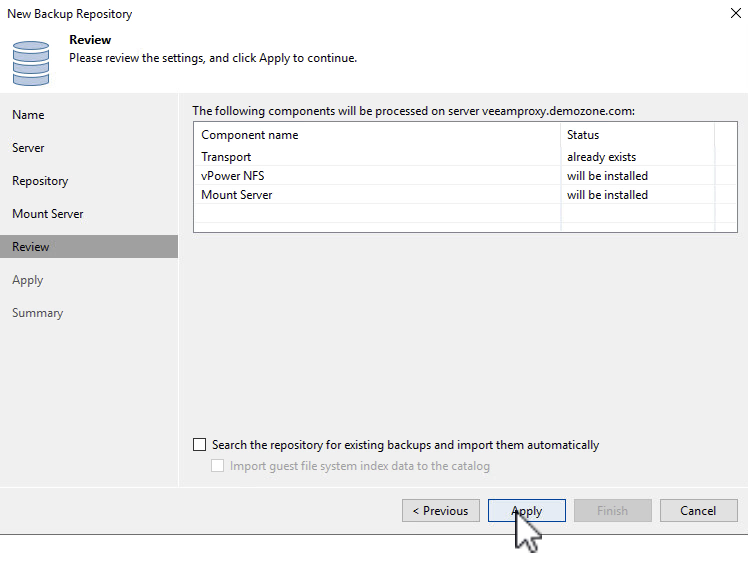 New Backup Repository
Review
Please review the settings, and click Apply to continue.
Name
Server
Repository
Mount Server
Review
Apply
Summary
The following components will be processed on server veeamproxy.demozone.com:
Component name Status
Transport already exists
vPower NFS will be installed
Mount Server will be installed
Search the repository for existing backups and import them automatically
Import guest file system index data to the catalog
< Previous Apply Finish Cancel